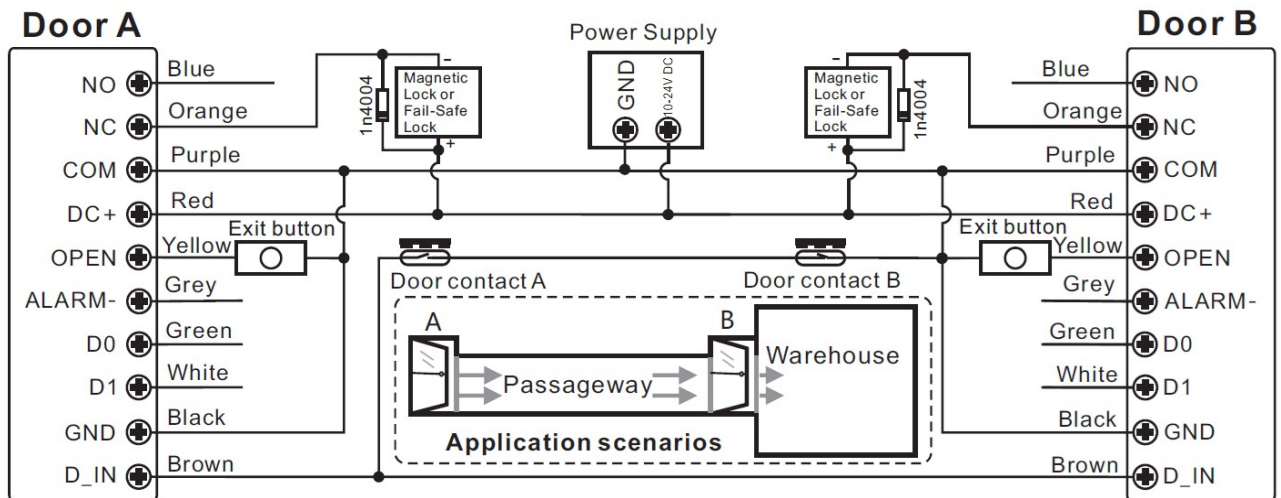 Door A
Power Supply
Door B
NO
Blue
NC
Orange
COM
Purple
DC+
Red
OPEN
Yellow
Exit button
ALARM-
Grey
D0
Green
D1
White
GND
Black
D_IN
Brown
1n4004
-
Magnetic
Lock or
Fail-Safe
Lock
+
GND
10-24V DC
-
Magnetic
Lock or
Fail-Safe
Lock
+
1n4004
Door contact A
Door contact B
A
B
Passageway
Warehouse
Application scenarios
Blue
NO
Orange
NC
Purple
COM
Red
DC+
Exit button
Yellow
OPEN
Grey
ALARM-
Green
D0
White
D1
Black
GND
Brown
D_IN